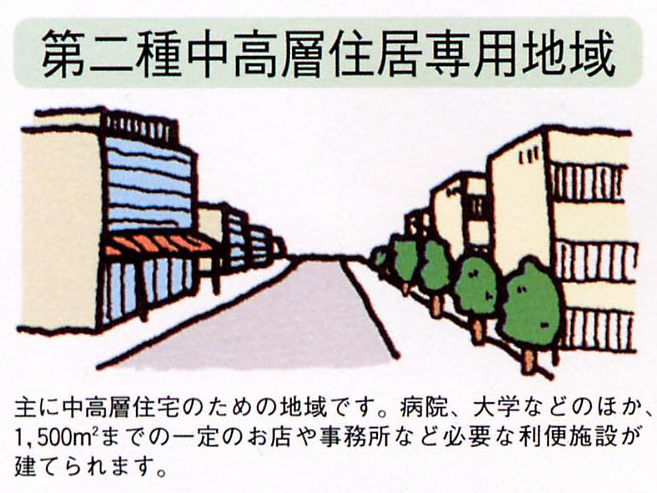 第二種中高層住居専用地域
主に中高層住宅のための地域です。病院、大学などのほか、
1,500m²までの一定のお店や事務所など必要な利便施設が
建てられます。